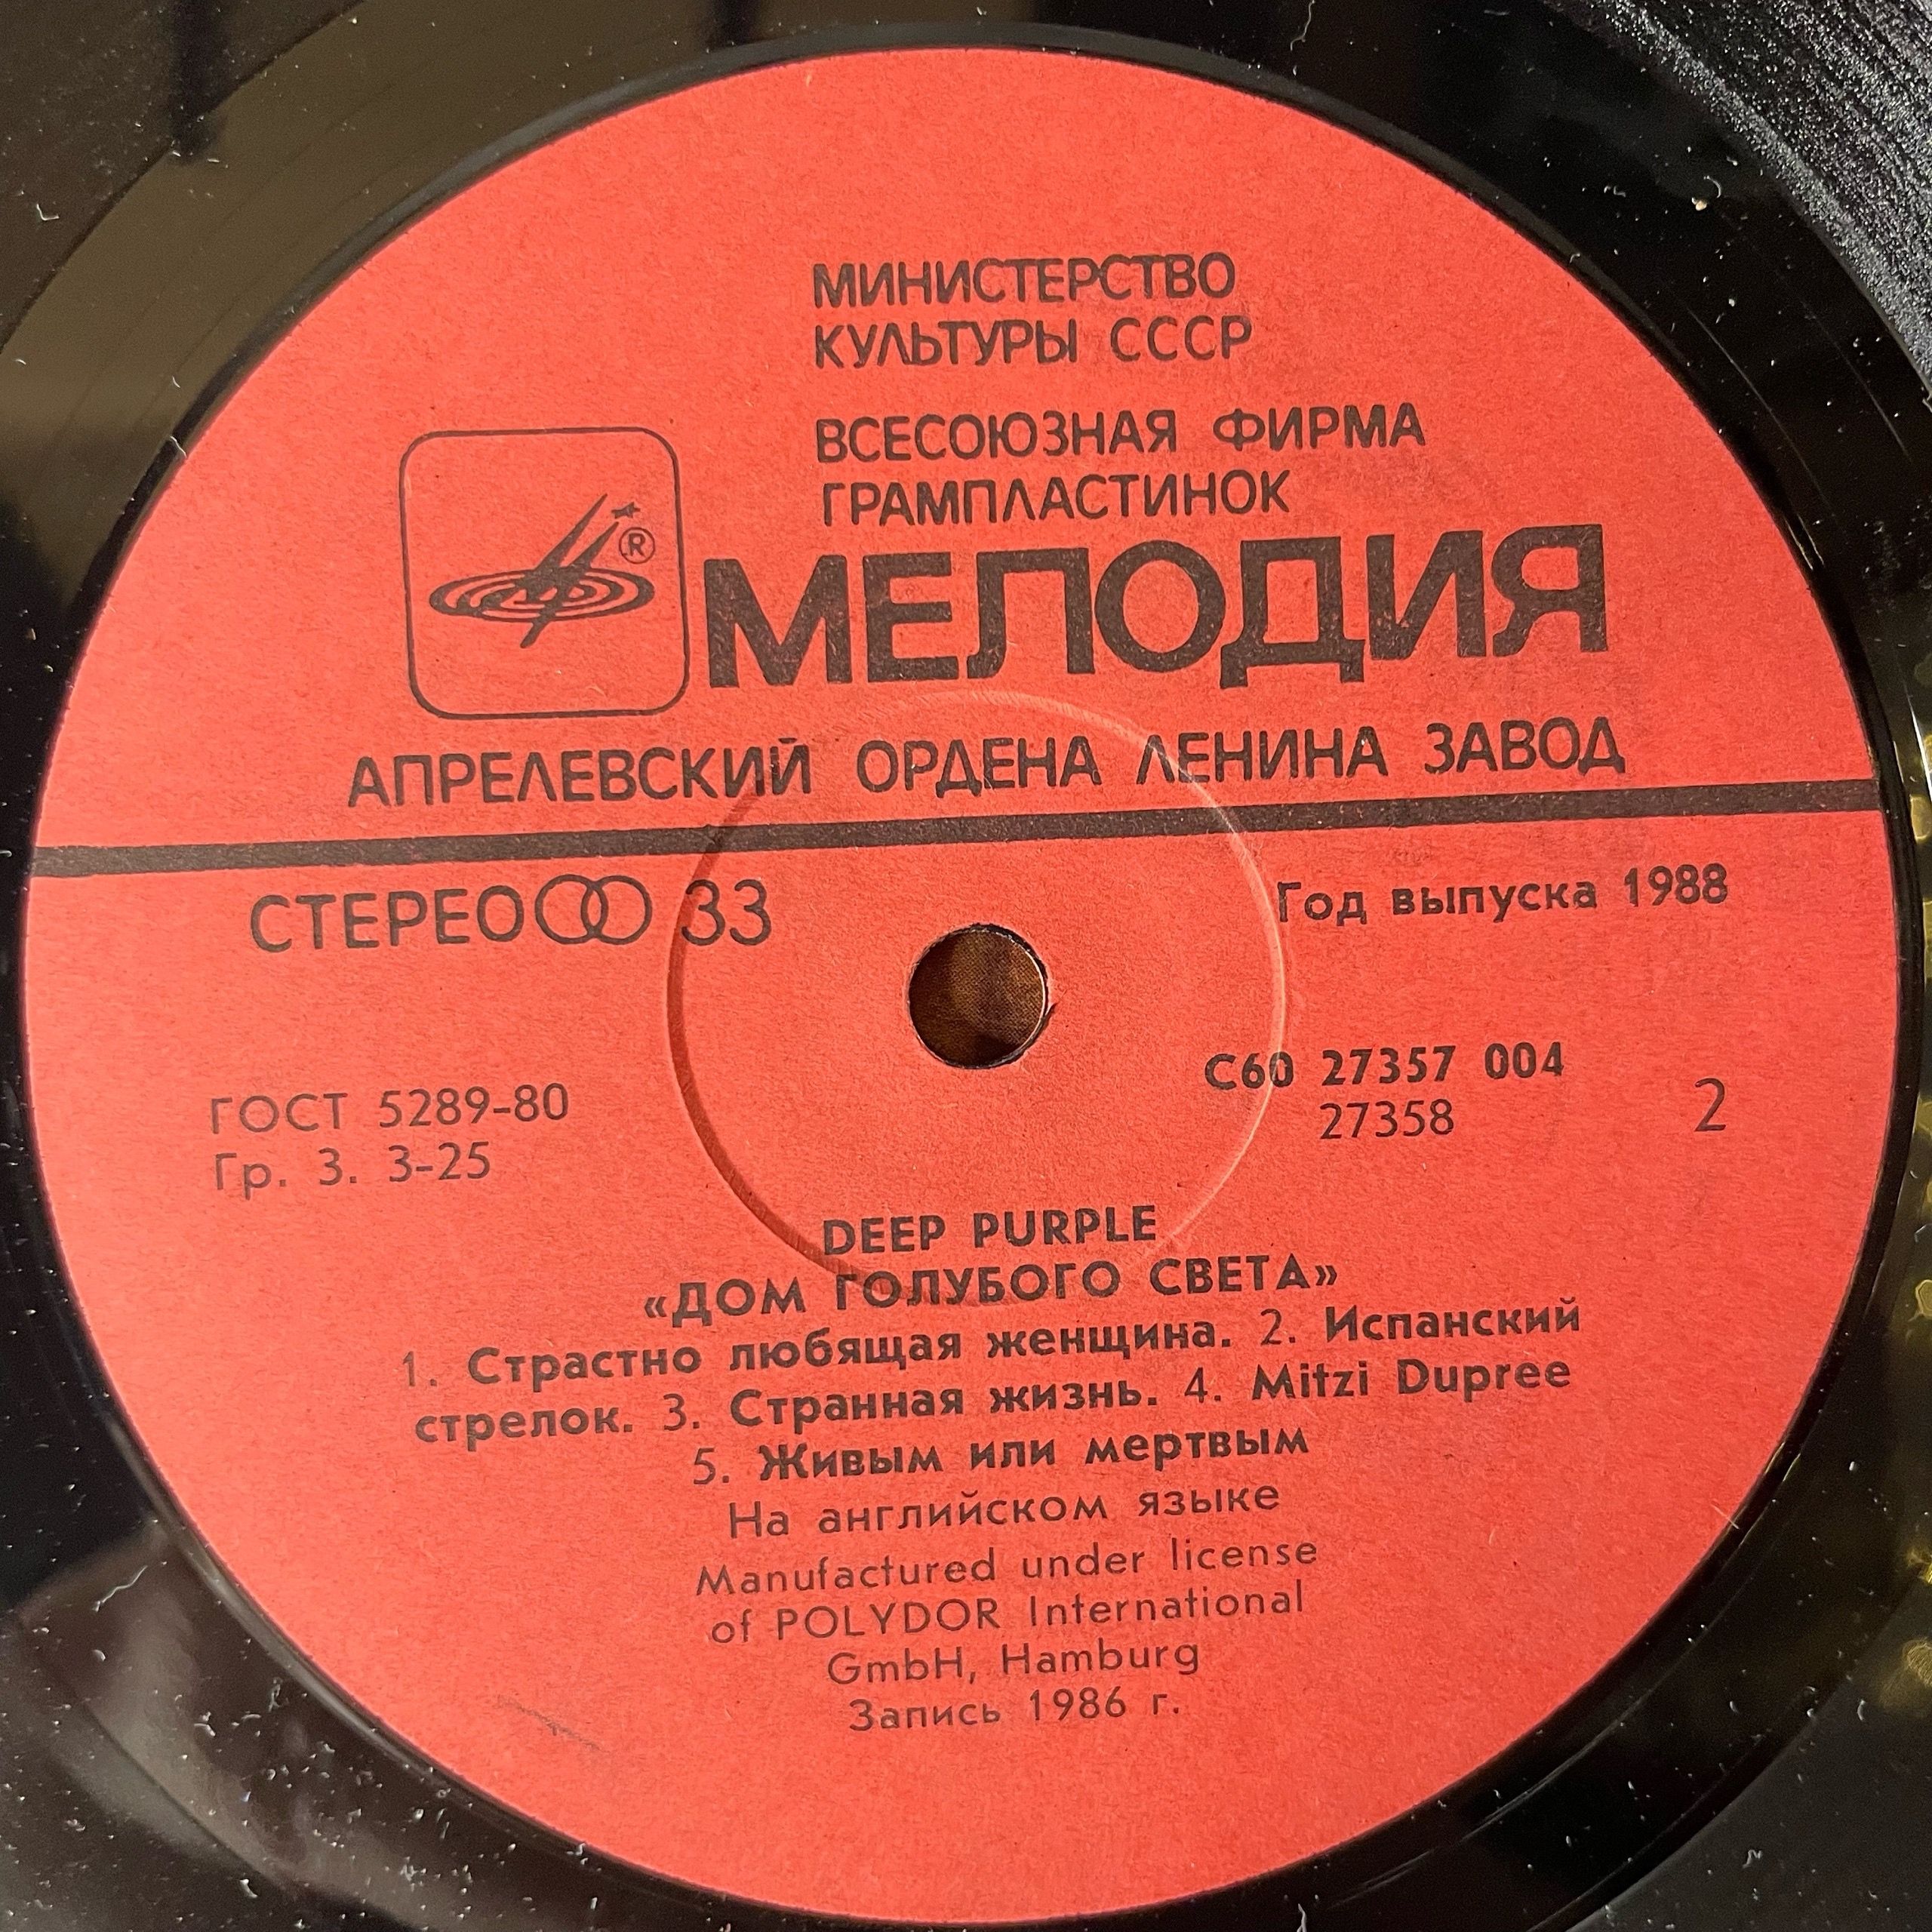 МИНИСТЕРСТВО
КУЛЬТУРЫ СССР
ВСЕСОЮЗНАЯ ФИРМА
ГРАМПЛАСТИНОК
®
МЕЛОДИЯ
АПРЕЛЕВСКИЙ ОРДЕНА ЛЕНИНА ЗАВОД
СТЕРЕО 33
Год выпуска 1988
ГОСТ 5289-80
Гр. 3. 3-25
С60 27357 004
27358
2
DEEP PURPLE
«ДОМ ГОЛУБОГО СВЕТА»
1. Страстно любящая женщина. 2. Испанский
стрелок. 3. Странная жизнь. 4. Mitzi Dupree
5. Живым или мертвым
На английском языке
Manufactured under license
of POLYDOR International
GmbH, Hamburg
Запись 1986 г.